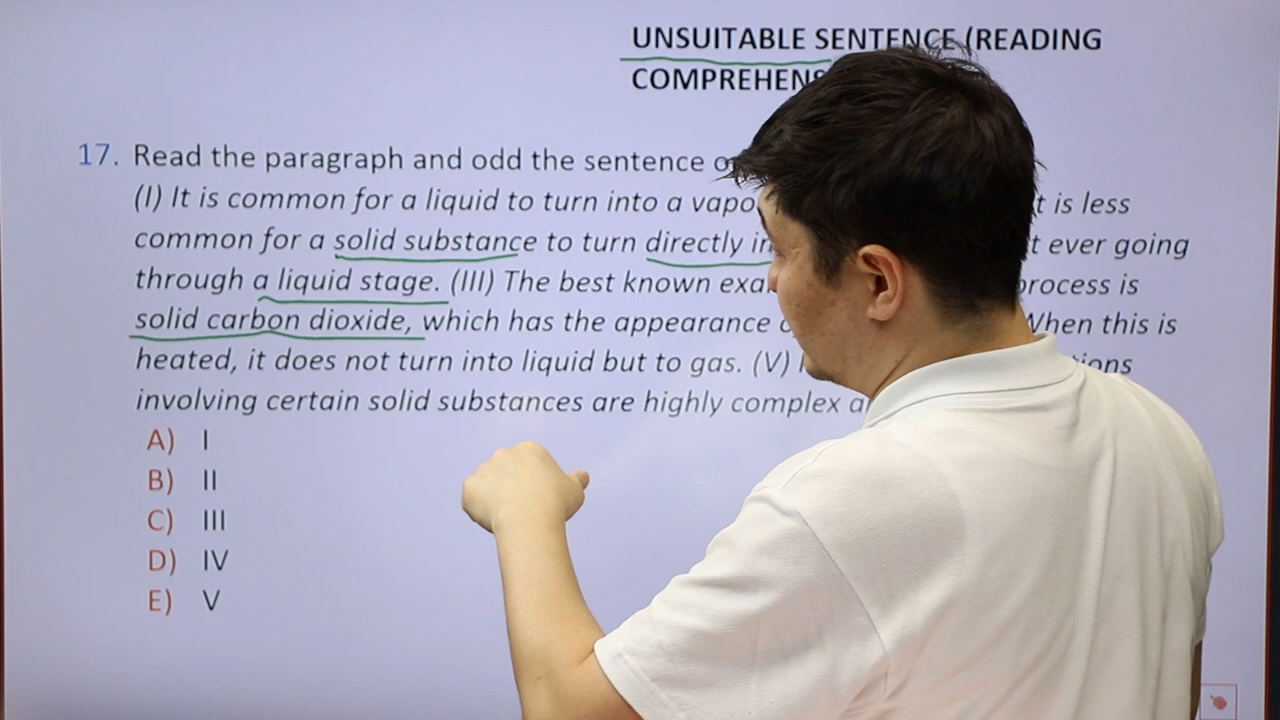 UNSUITABLE SENTENCE (READING
COMPREHENS
17. Read the paragraph and odd the sentence
(I) It is common for a liquid to turn into a vapo t is less
common for a solid substance to turn directly in t ever going
through a liquid stage. (III) The best known exa process is
solid carbon dioxide, which has the appearance When this is
heated, it does not turn into liquid but to gas. (V) ions
involving certain solid substances are highly complex a
A) I
B) II
C) III
D) IV
E) V